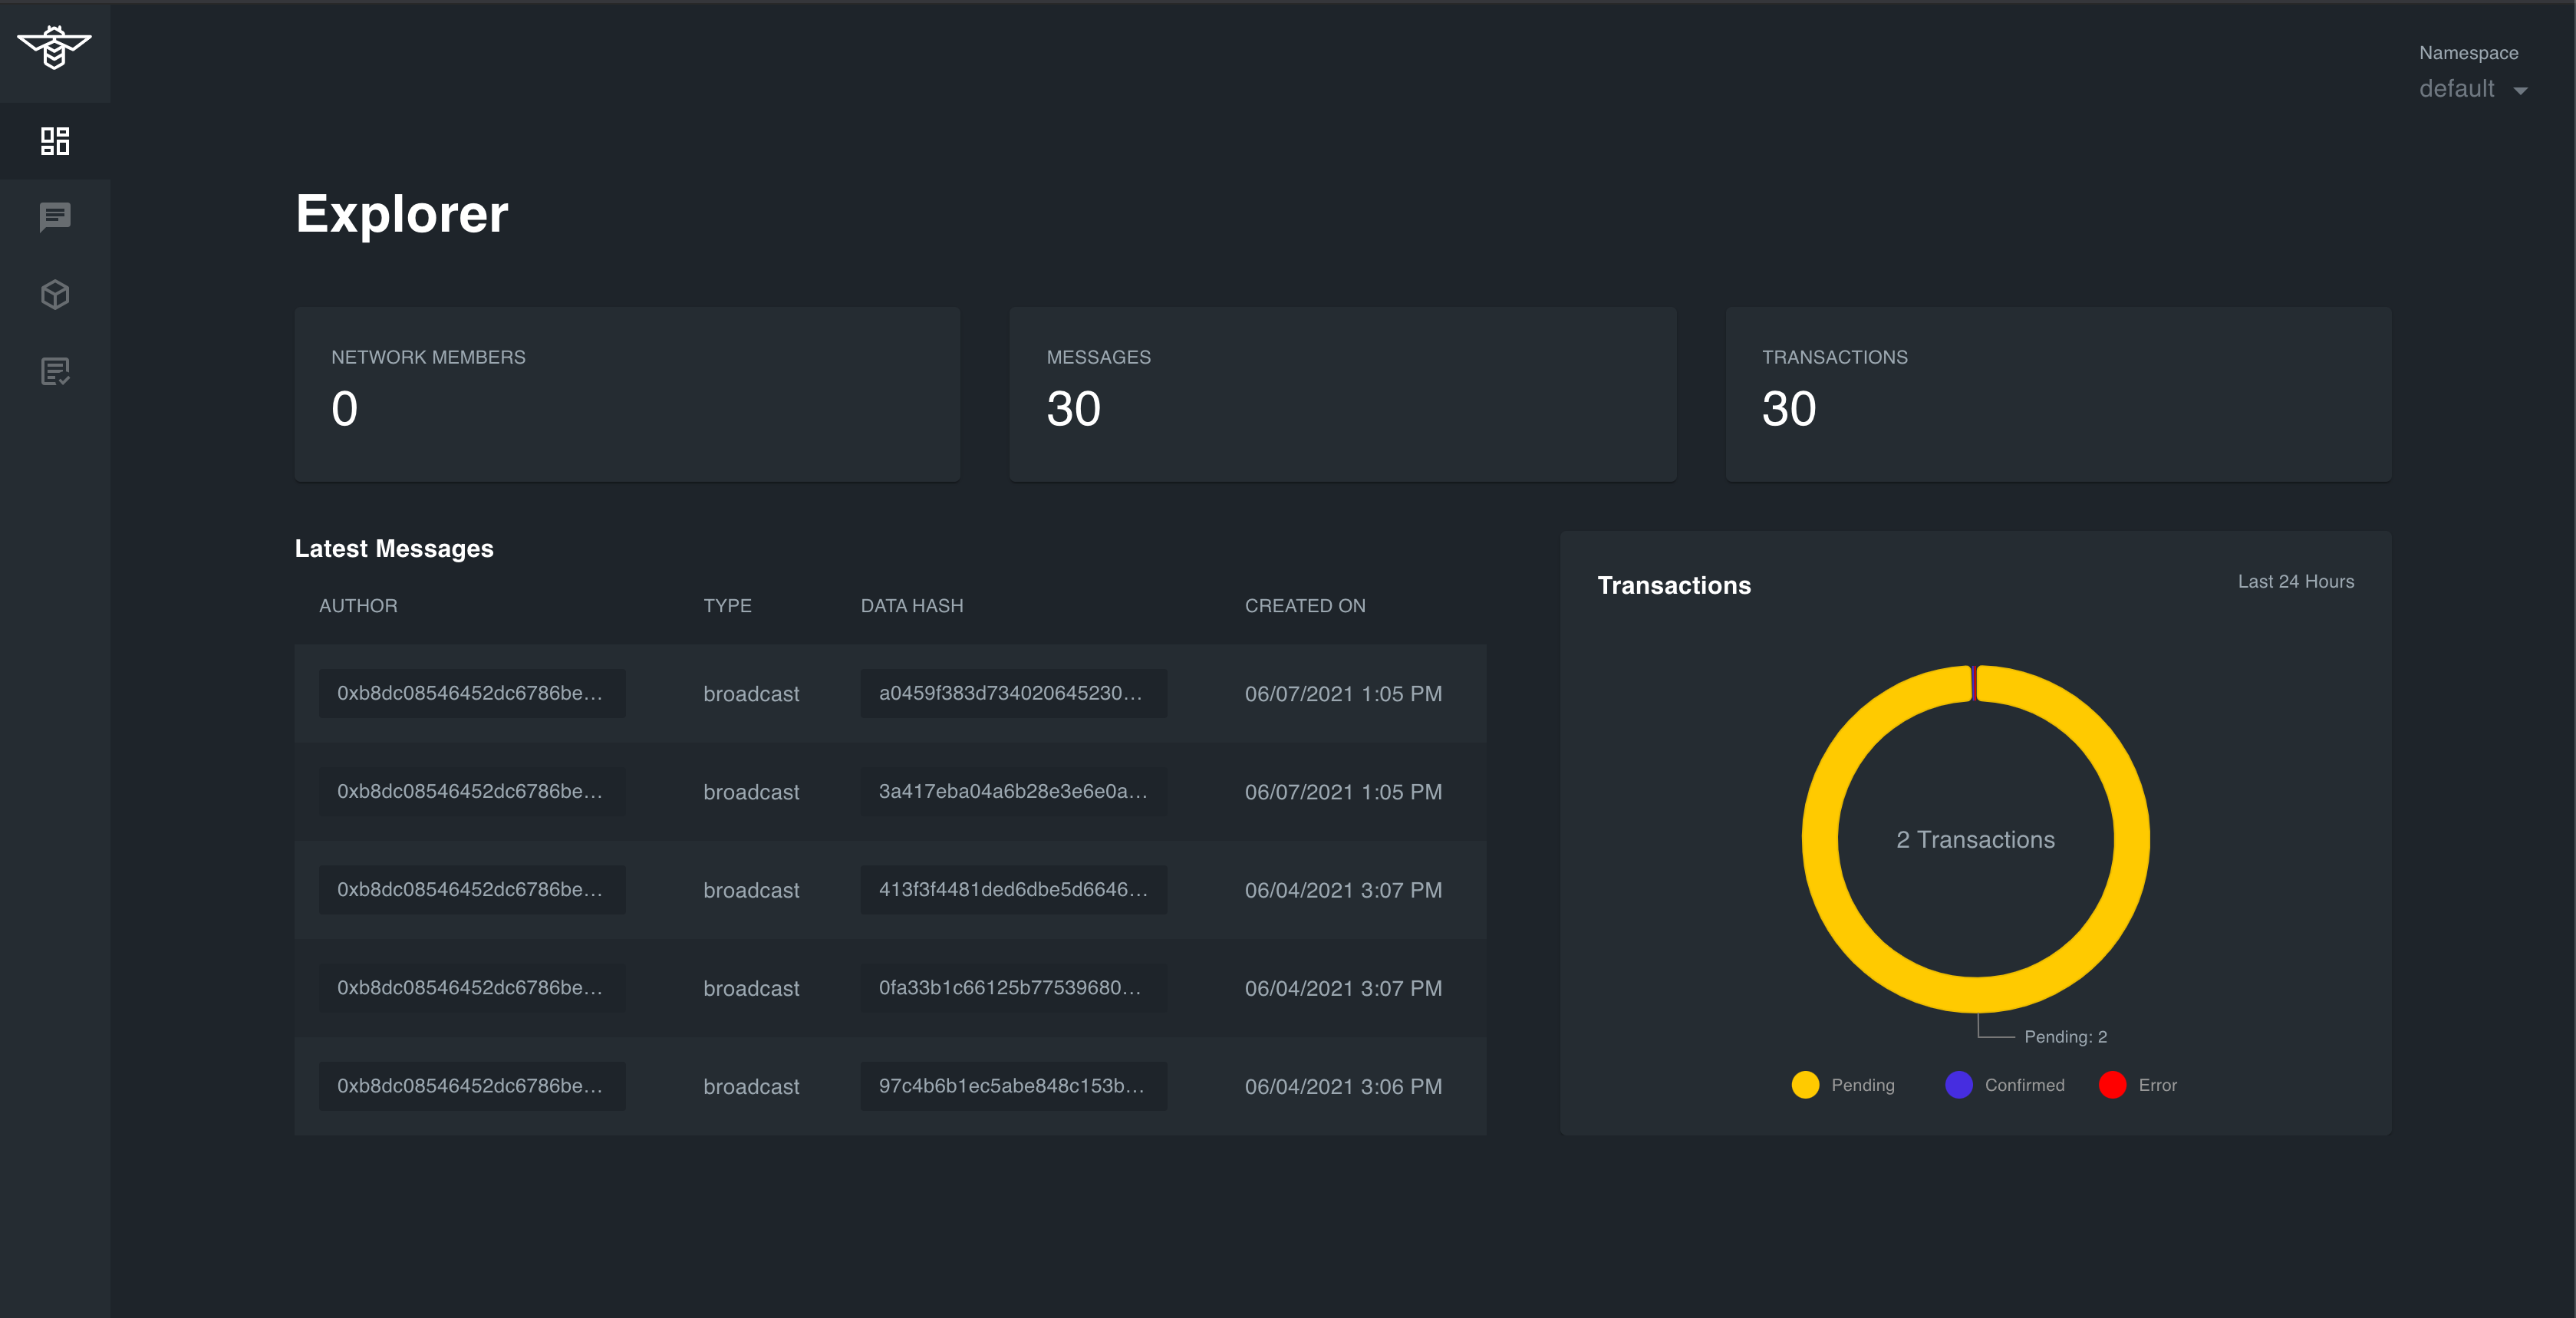 Namespace
default
Explorer
NETWORK MEMBERS
0
MESSAGES
30
TRANSACTIONS
30
Latest Messages
AUTHOR TYPE DATA HASH CREATED ON
0xb8dc08546452dc6786be... broadcast a0459f383d734020645230... 06/07/2021 1:05 PM
0xb8dc08546452dc6786be... broadcast 3a417eba04a6b28e3e6e0a... 06/07/2021 1:05 PM
0xb8dc08546452dc6786be... broadcast 413f3f4481ded6dbe5d6646... 06/04/2021 3:07 PM
0xb8dc08546452dc6786be... broadcast 0fa33b1c66125b77539680... 06/04/2021 3:07 PM
0xb8dc08546452dc6786be... broadcast 97c4b6b1ec5abe848c153b... 06/04/2021 3:06 PM
Transactions
Last 24 Hours
2 Transactions
Pending: 2
Pending Confirmed Error